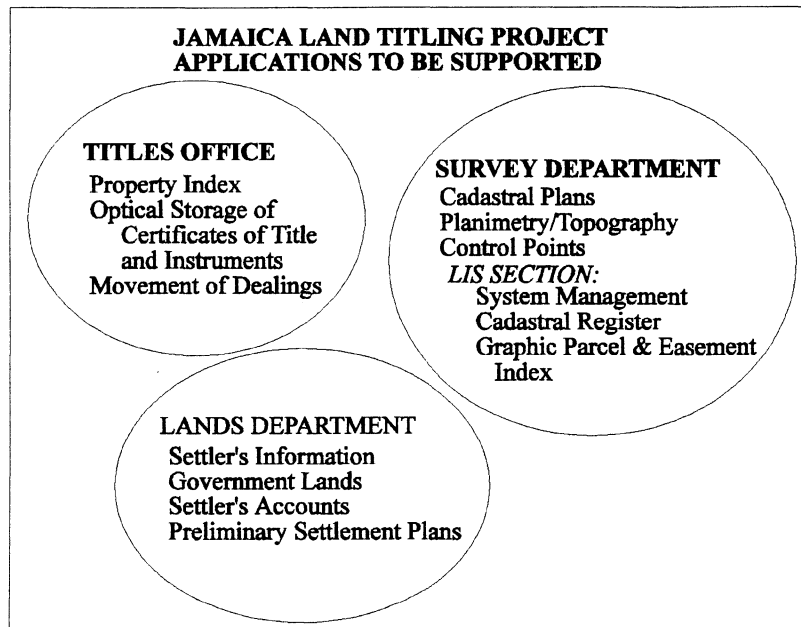 JAMAICA LAND TITLING PROJECT
APPLICATIONS TO BE SUPPORTED
TITLES OFFICE
Property Index
Optical Storage of
Certificates of Title
and Instruments
Movement of Dealings
SURVEY DEPARTMENT
Cadastral Plans
Planimetry/Topography
Control Points
LIS SECTION:
System Management
Cadastral Register
Graphic Parcel & Easement
Index
LANDS DEPARTMENT
Settler's Information
Government Lands
Settler's Accounts
Preliminary Settlement Plans